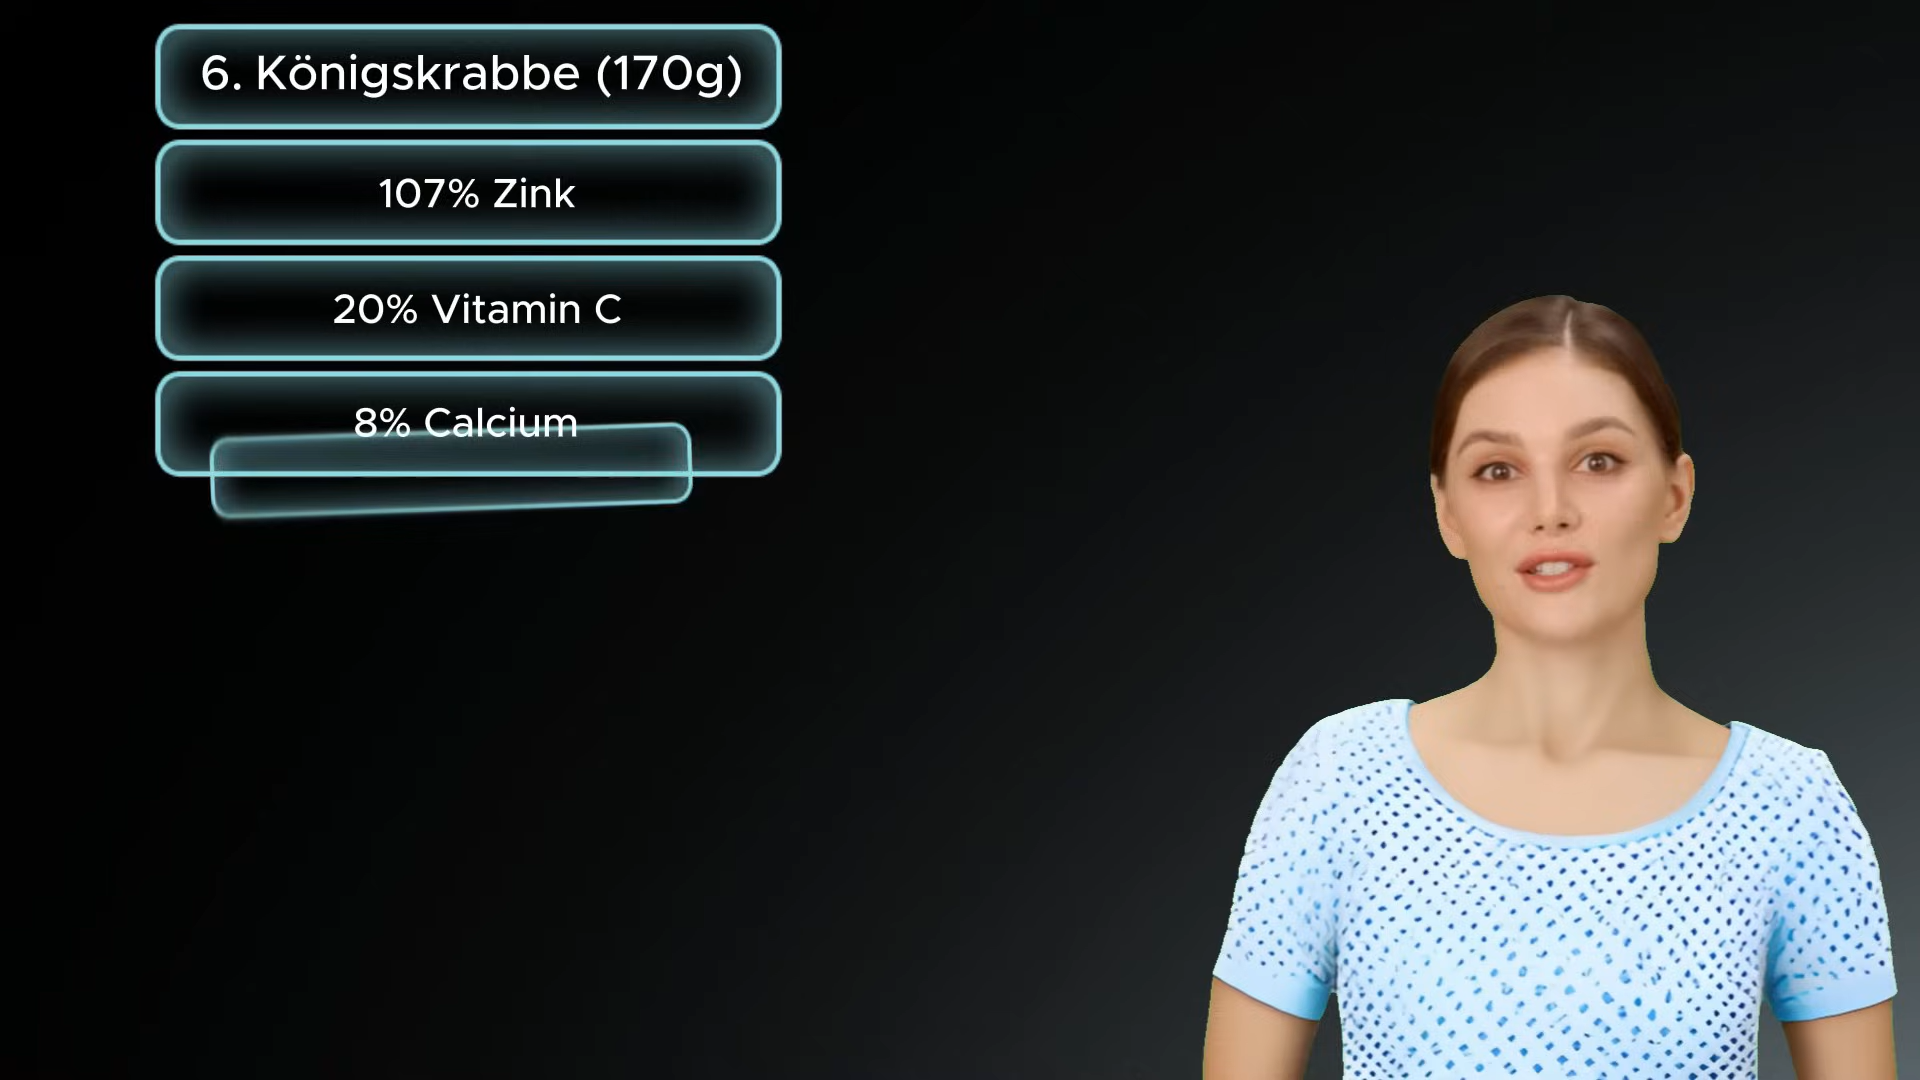 6. Königskrabbe (170g)
107% Zink
20% Vitamin C
8% Calcium